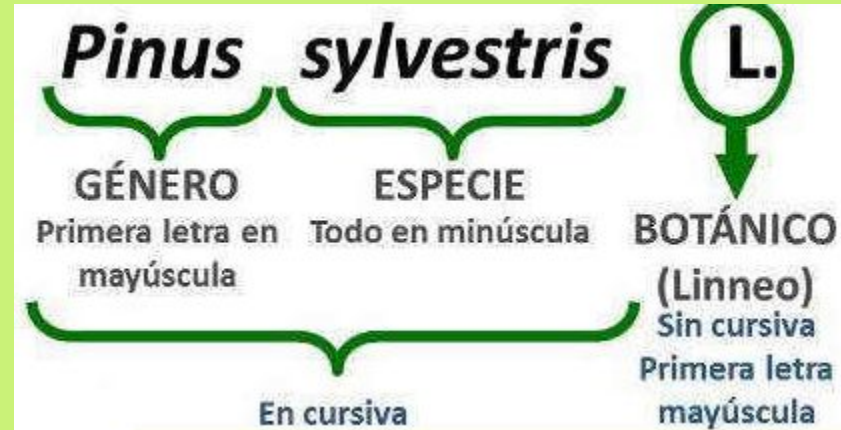 Pinus sylvestris L.
GÉNERO
Primera letra en
mayúscula
ESPECIE
Todo en minúscula
BOTÁNICO
(Linneo)
Sin cursiva
Primera letra
mayúscula
En cursiva